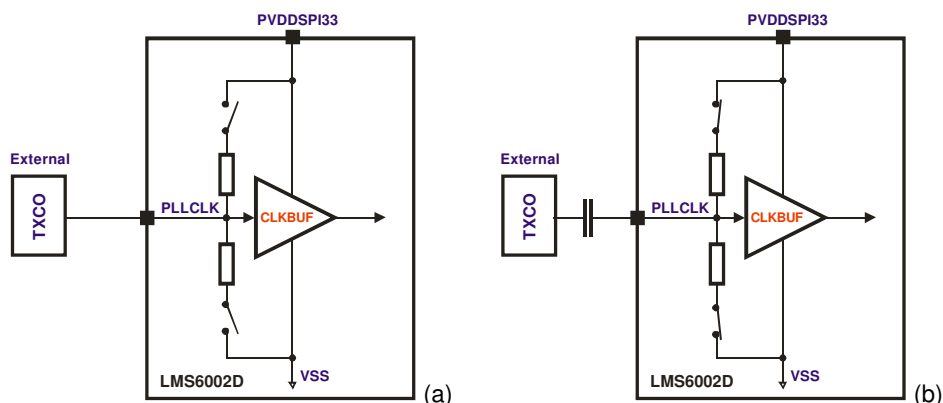 PVDDSPI33
External
TXCO
PLLCLK
CLKBUF
VSS
LMS6002D
(a)
PVDDSPI33
External
TXCO
PLLCLK
CLKBUF
VSS
LMS6002D
(b)